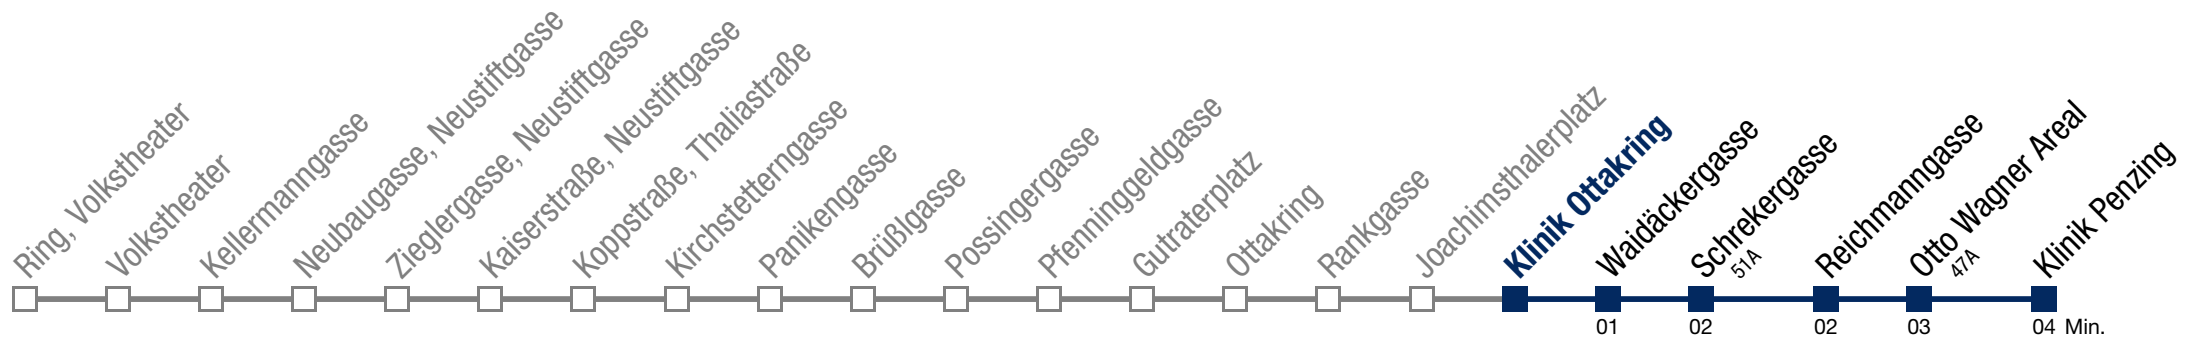 Ring, Volkstheater
Volkstheater
Kellermanngasse
Neubaugasse, Neustiftgasse
Zieglergasse, Neustiftgasse
Kaiserstraße, Neustiftgasse
Koppstraße, Thaliastraße
Kirchstetterngasse
Panikengasse
Brüßlgasse
Possingergasse
Pfenninggeldgasse
Gutraterplatz
Ottakring
Rankgasse
Joachimsthalerplatz
Klinik Ottakring
Waidäckergasse
Schrekergasse
51A
Reichmanngasse
Otto Wagner Areal
47A
Klinik Penzing
01 02 02 03 04 Min.